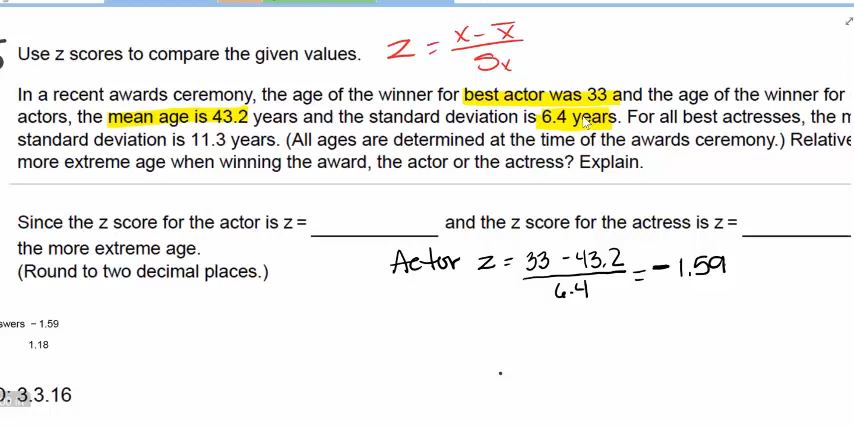 Use z scores to compare the given values. z = x - x̅ / Sx
In a recent awards ceremony, the age of the winner for best actor was 33 and the age of the winner for
actors, the mean age is 43.2 years and the standard deviation is 6.4 years. For all best actresses, the m
standard deviation is 11.3 years. (All ages are determined at the time of the awards ceremony.) Relative
more extreme age when winning the award, the actor or the actress? Explain.
Since the z score for the actor is z = ________ and the z score for the actress is z = ________
the more extreme age.
(Round to two decimal places.)
Actor z = 33 - 43.2 / 6.4 = - 1.59
swers - 1.59
1.18
D: 3.3.16